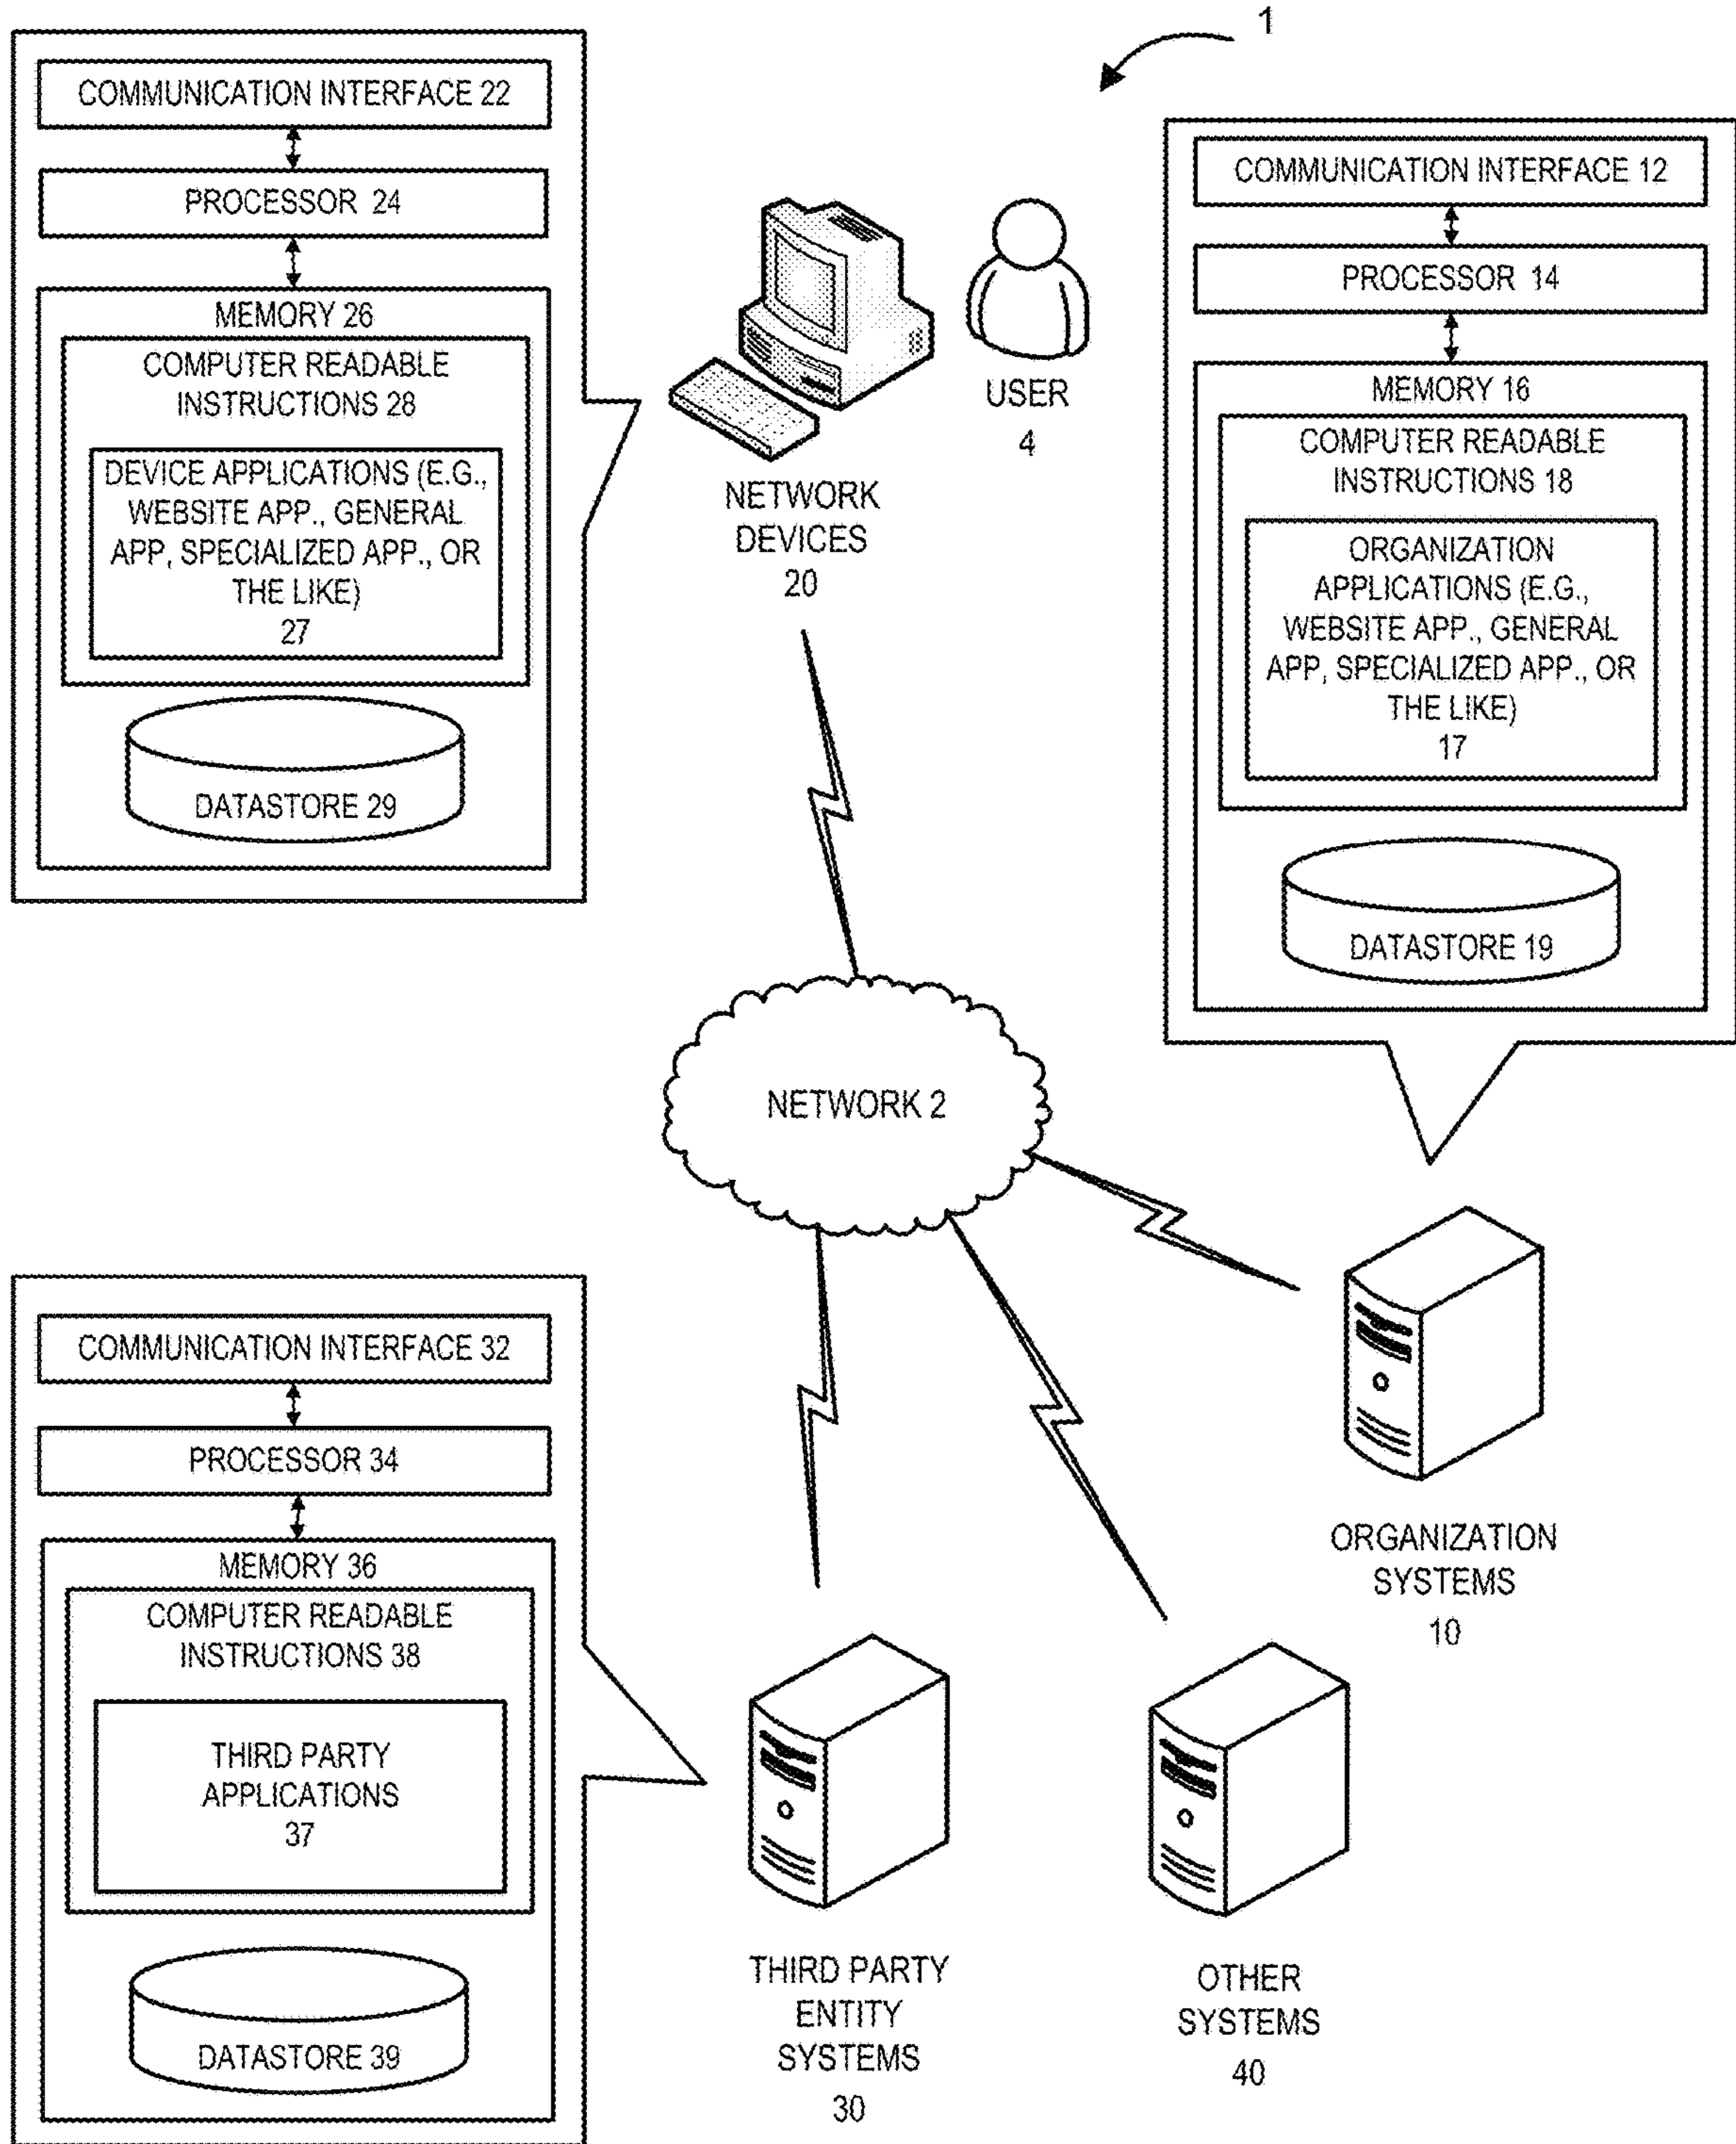 1
COMMUNICATION INTERFACE 22
PROCESSOR 24
MEMORY 26
COMPUTER READABLE
INSTRUCTIONS 28
DEVICE APPLICATIONS (E.G.,
WEBSITE APP., GENERAL
APP, SPECIALIZED APP., OR
THE LIKE)
27
DATASTORE 29
NETWORK
DEVICES
20
USER
4
COMMUNICATION INTERFACE 12
PROCESSOR 14
MEMORY 16
COMPUTER READABLE
INSTRUCTIONS 18
ORGANIZATION
APPLICATIONS (E.G.,
WEBSITE APP., GENERAL
APP, SPECIALIZED APP., OR
THE LIKE)
17
DATASTORE 19
NETWORK 2
ORGANIZATION
SYSTEMS
10
COMMUNICATION INTERFACE 32
PROCESSOR 34
MEMORY 36
COMPUTER READABLE
INSTRUCTIONS 38
THIRD PARTY
APPLICATIONS
37
DATASTORE 39
THIRD PARTY
ENTITY
SYSTEMS
30
OTHER
SYSTEMS
40